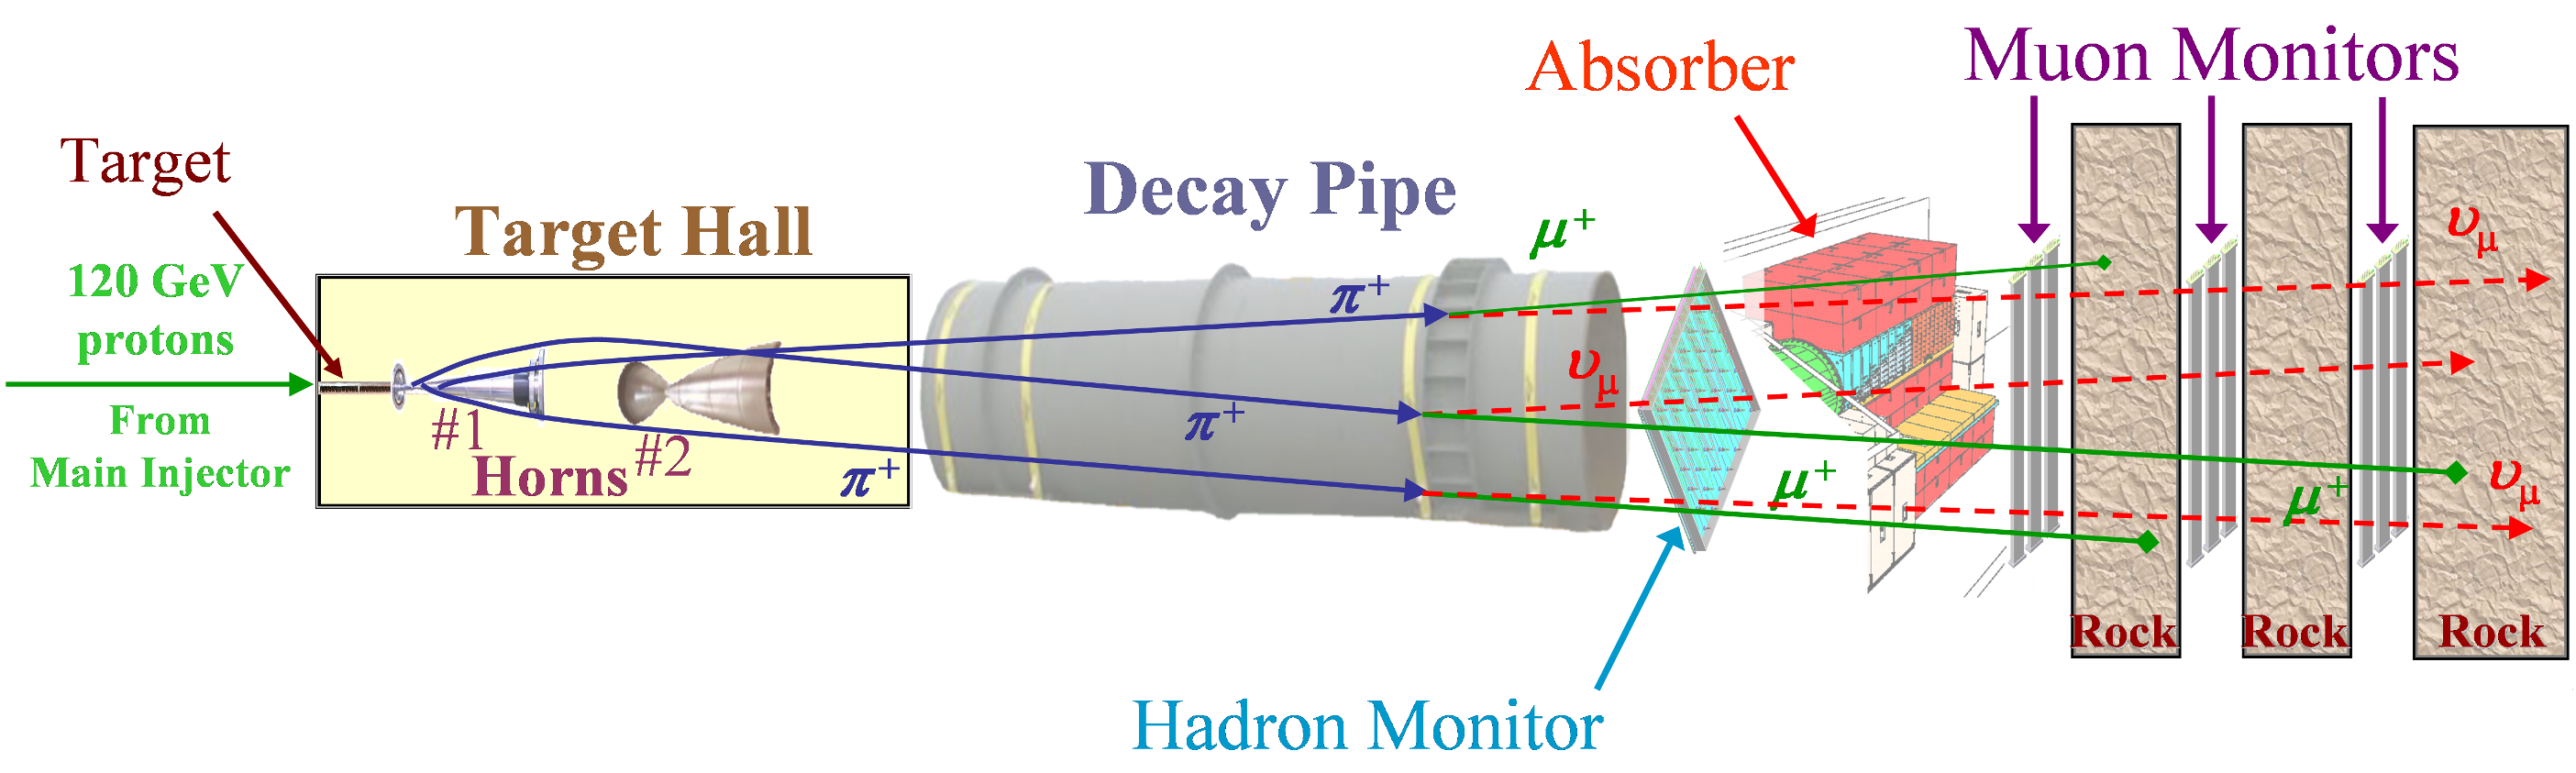 Target
120 GeV
protons
From
Main Injector
Target Hall
#1
#2
Horns
π+
π+
π+
Decay Pipe
μ+
υμ
μ+
Hadron Monitor
Absorber
Muon Monitors
υμ
υμ
μ+
Rock
Rock
Rock